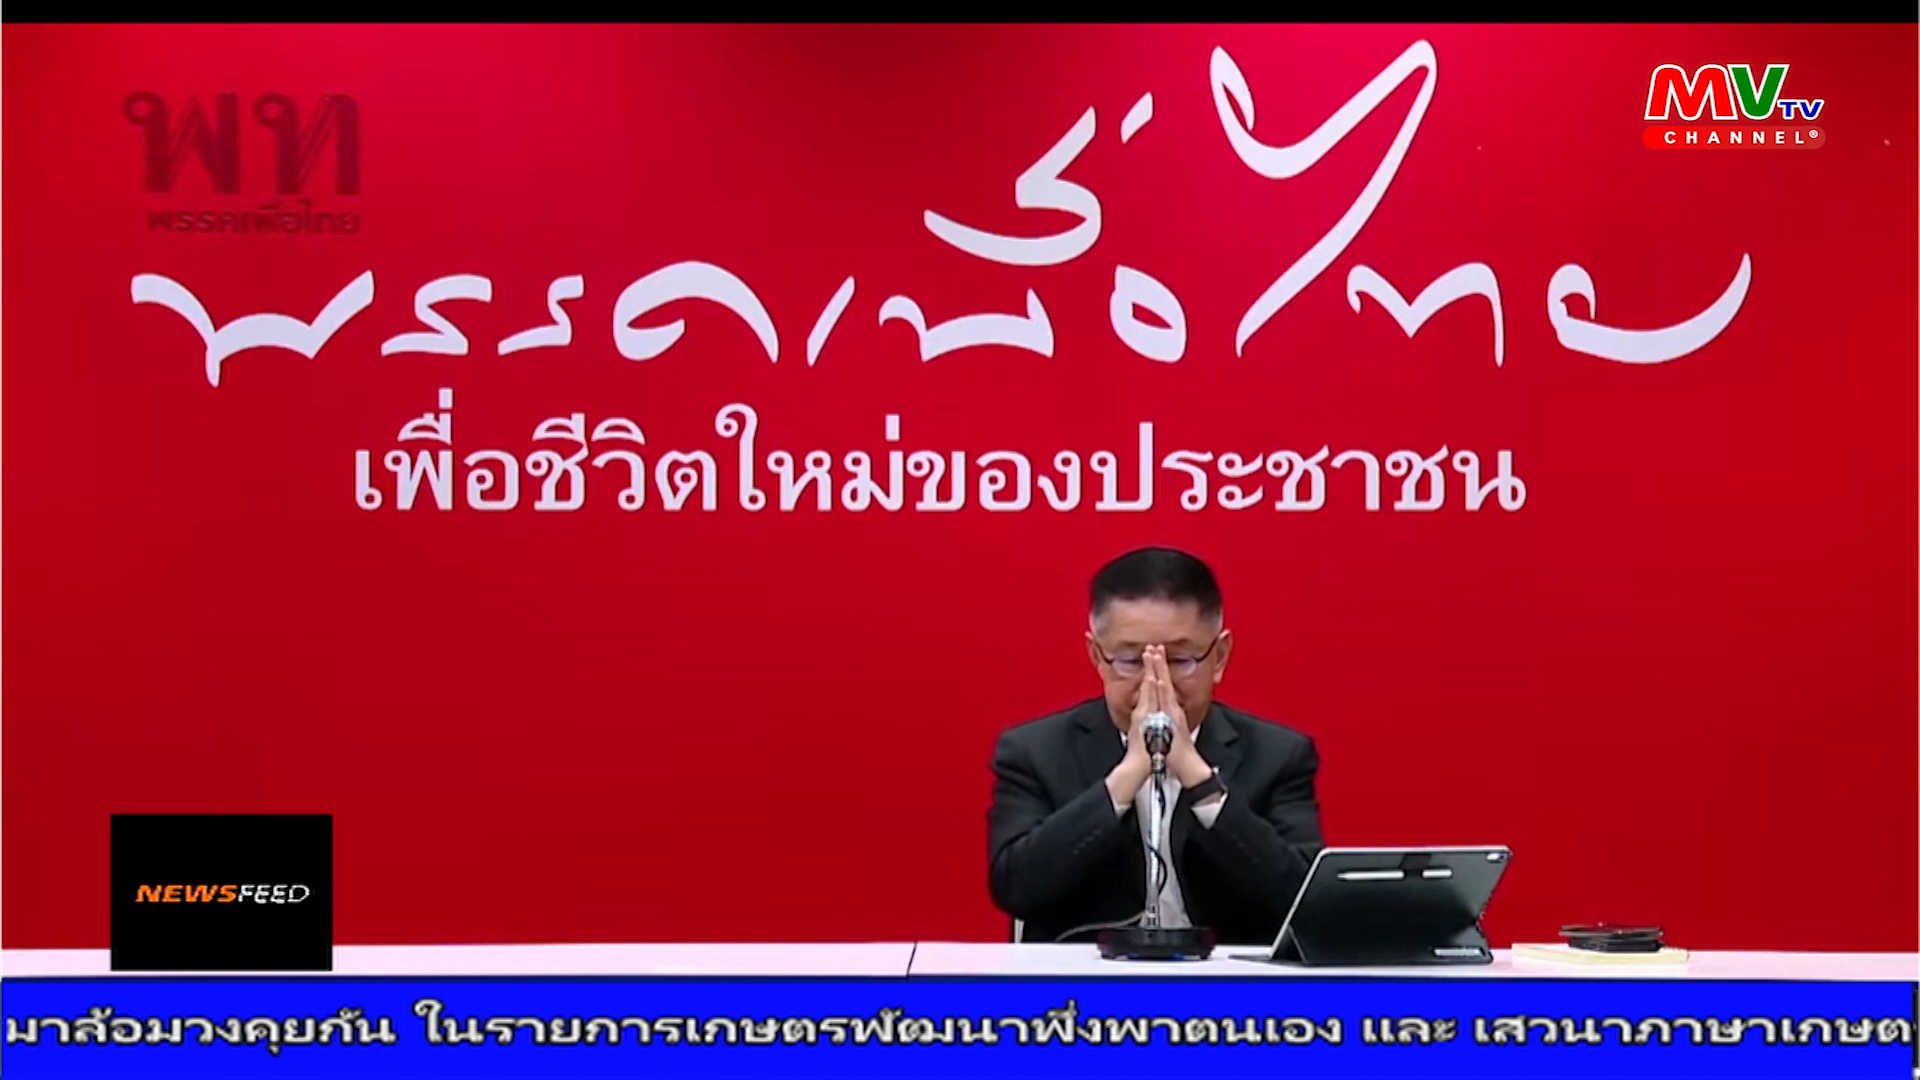 MVTV
CHANNEL®
พท
พรรคเพื่อไทย
พรรคเพื่อไทย
เพื่อชีวิตใหม่ของประชาชน
NEWSFEED
มาล้อมวงคุยกัน ในรายการเกษตรพัฒนาพึ่งพาตนเอง และ เสวนาภาษาเกษต